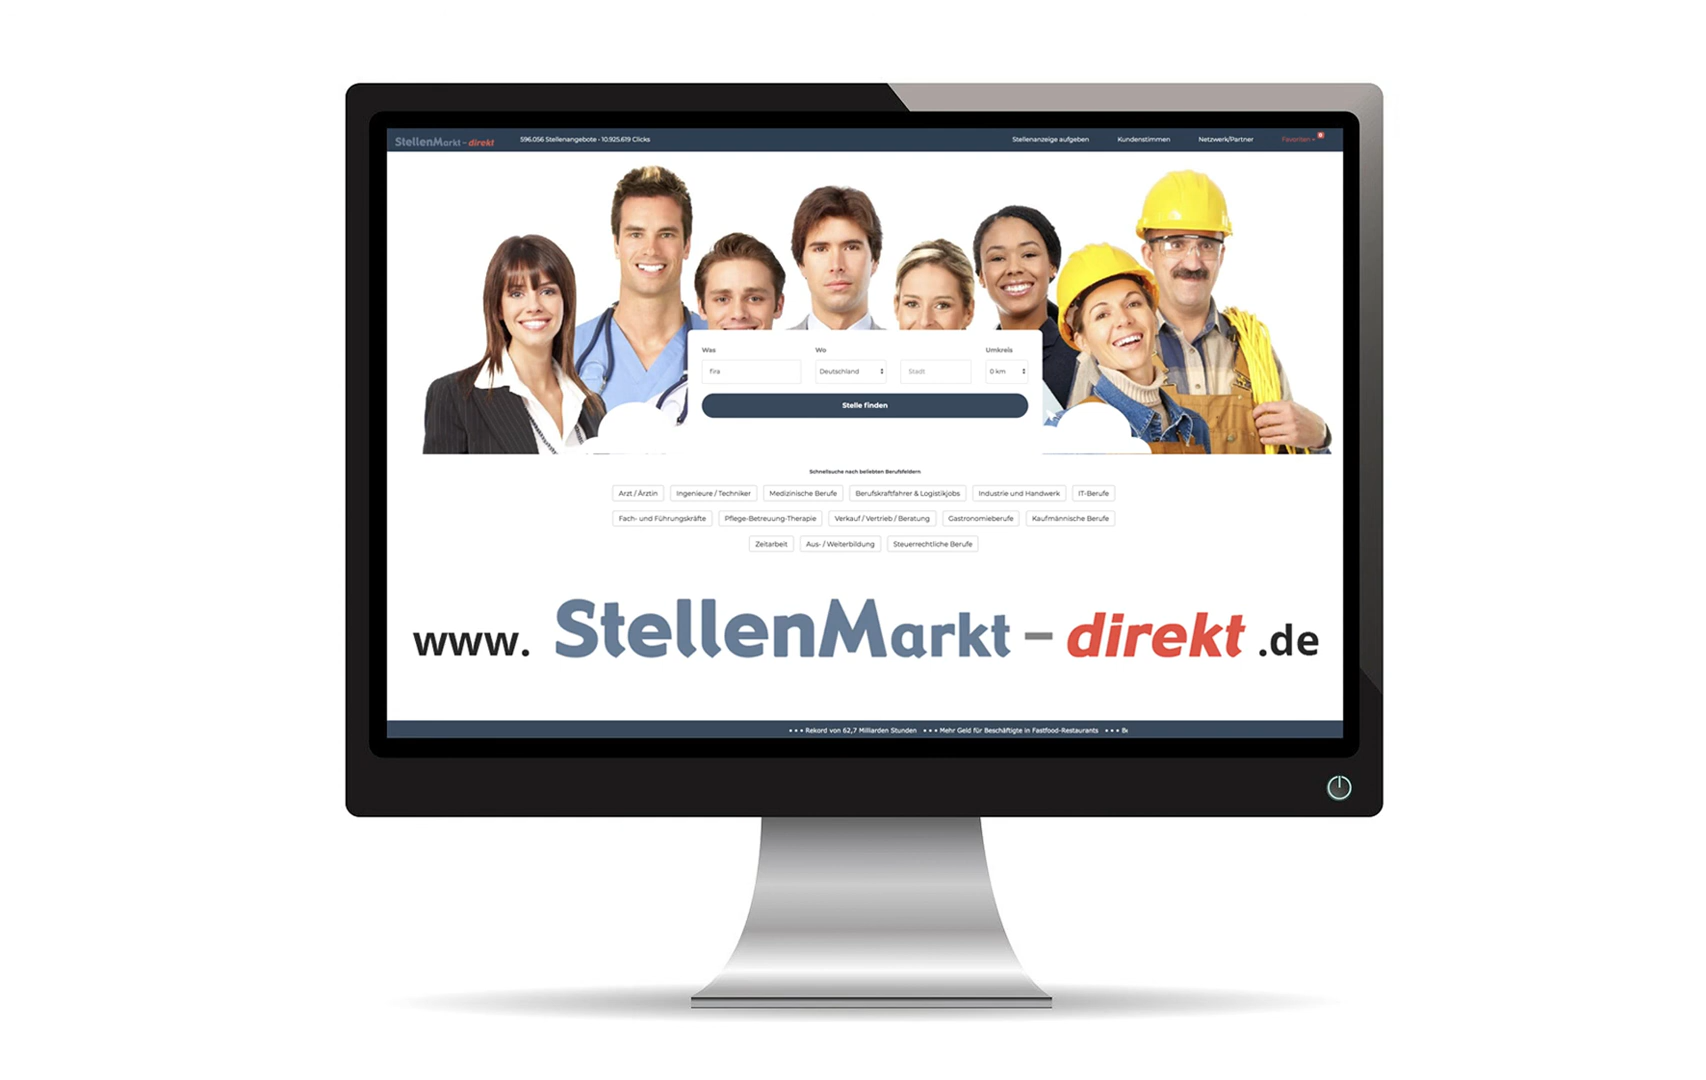 StellenMarkt - direkt 596.056 Stellenangebote • 10.925.619 Clicks Stellenanzeige aufgeben Kundenstimmen Netzwerk/Partner Favoriten
Was Wo Umkreis
fira Deutschland Stadt 0 km
Stelle finden
Schnellsuche nach beliebten Berufsfeldern
Arzt / Ärztin Ingenieure / Techniker Medizinische Berufe Berufskraftfahrer & Logistikjobs Industrie und Handwerk IT-Berufe
Fach- und Führungskräfte Pflege-Betreuung-Therapie Verkauf / Vertrieb / Beratung Gastronomieberufe Kaufmännische Berufe
Zeitarbeit Aus- / Weiterbildung Steuerrechtliche Berufe
www. StellenMarkt - direkt .de
• • • Rekord von 62,7 Milliarden Stunden • • • Mehr Geld für Beschäftigte in Fastfood-Restaurants • • • Be